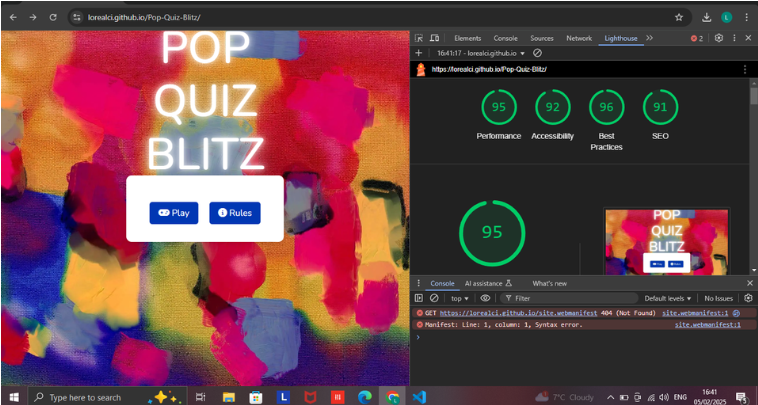 lorealci.github.io/Pop-Quiz-Blitz/
L
POP
QUIZ
BLITZ
Play
Rules
Elements
Console
Sources
Network
Lighthouse
2
16:41:17 - lorealci.github.io
https://lorealci.github.io/Pop-Quiz-Blitz/
95
92
96
91
Performance
Accessibility
Best
Practices
SEO
95
POP
QUIZ
BLITZ
Play
Rules
Console
AI assistance
What's new
top
Filter
Default levels
No Issues
GET https://lorealci.github.io/site.webmanifest 404 (Not Found)
site.webmanifest:1
Manifest: Line: 1, column: 1, Syntax error.
site.webmanifest:1
Type here to search
L
7°C Cloudy
ENG
16:41
05/02/2025